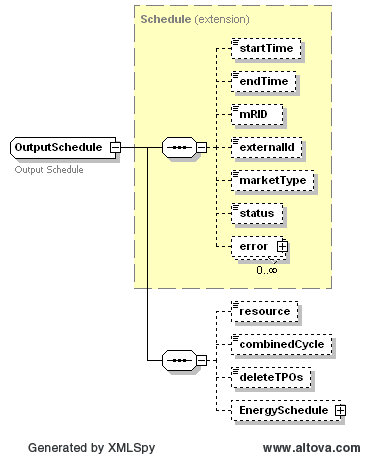 Schedule (extension)
startTime
endTime
mRID
OutputSchedule
externalId
Output Schedule
marketType
status
error
0..∞
resource
combinedCycle
deleteTPOs
EnergySchedule
Generated by XMLSpy
www.altova.com